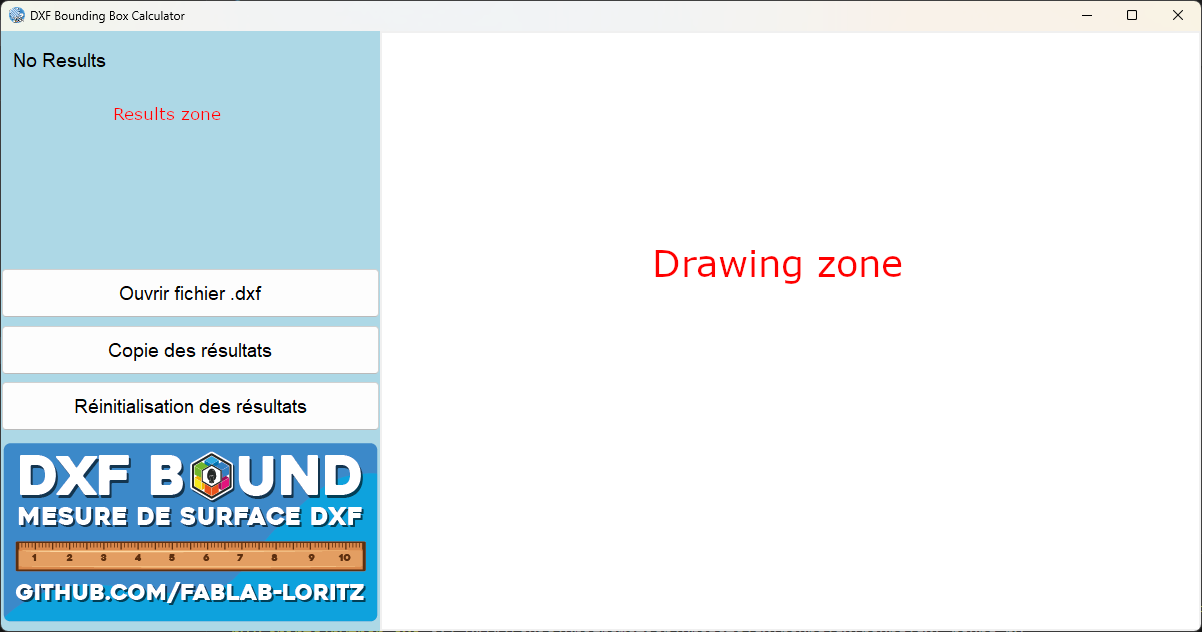 DXF Bounding Box Calculator
No Results
Results zone
Drawing zone
Ouvrir fichier .dxf
Copie des résultats
Réinitialisation des résultats
DXF BOUND
MESURE DE SURFACE DXF
1 2 3 4 5 6 7 8 9 10
GITHUB.COM/FABLAB-LORITZ